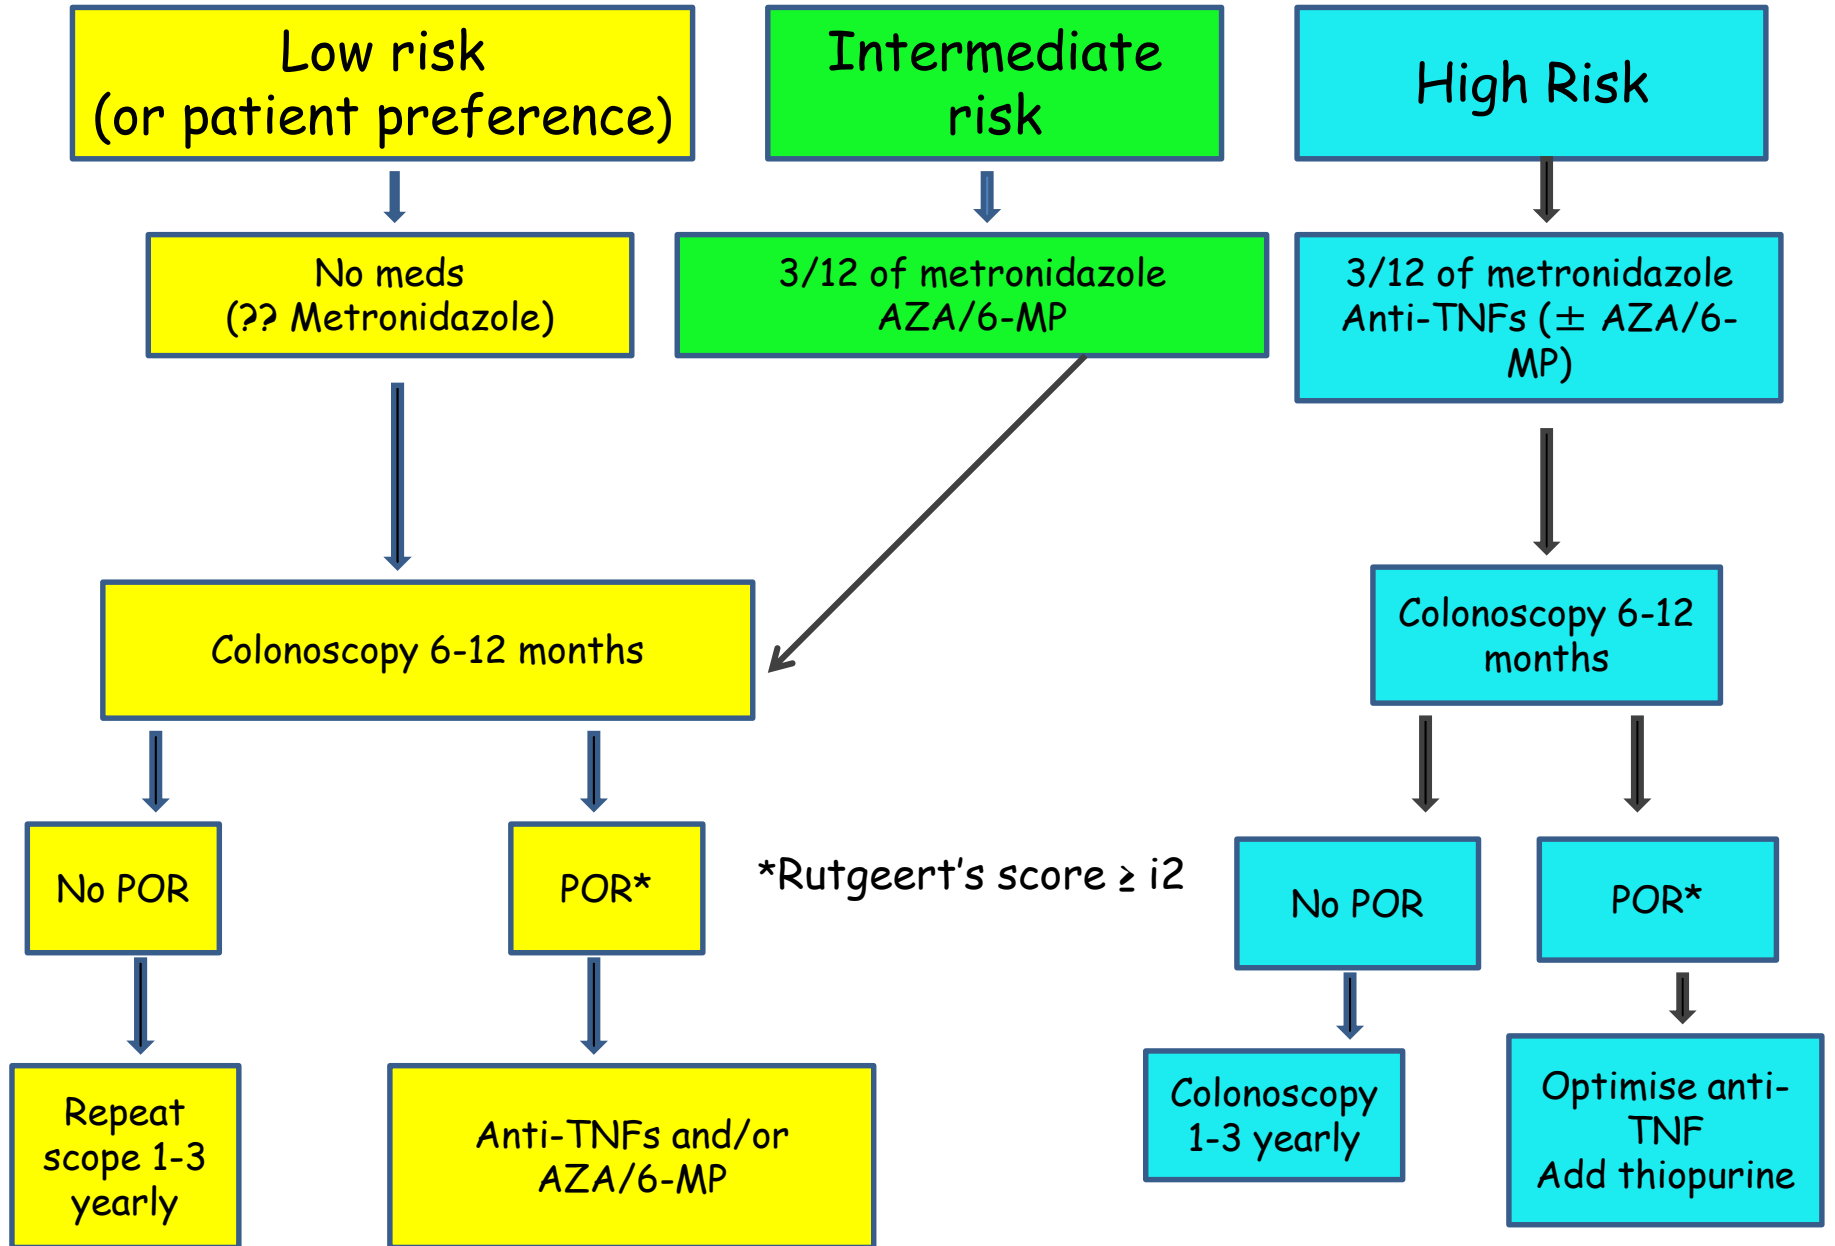 Low risk
(or patient preference)
Intermediate
risk
High Risk
No meds
(?? Metronidazole)
3/12 of metronidazole
AZA/6-MP
3/12 of metronidazole
Anti-TNFs (± AZA/6-
MP)
Colonoscopy 6-12 months
Colonoscopy 6-12
months
No POR
POR*
*Rutgeert's score ≥ i2
No POR
POR*
Repeat
scope 1-3
yearly
Anti-TNFs and/or
AZA/6-MP
Colonoscopy
1-3 yearly
Optimise anti-
TNF
Add thiopurine